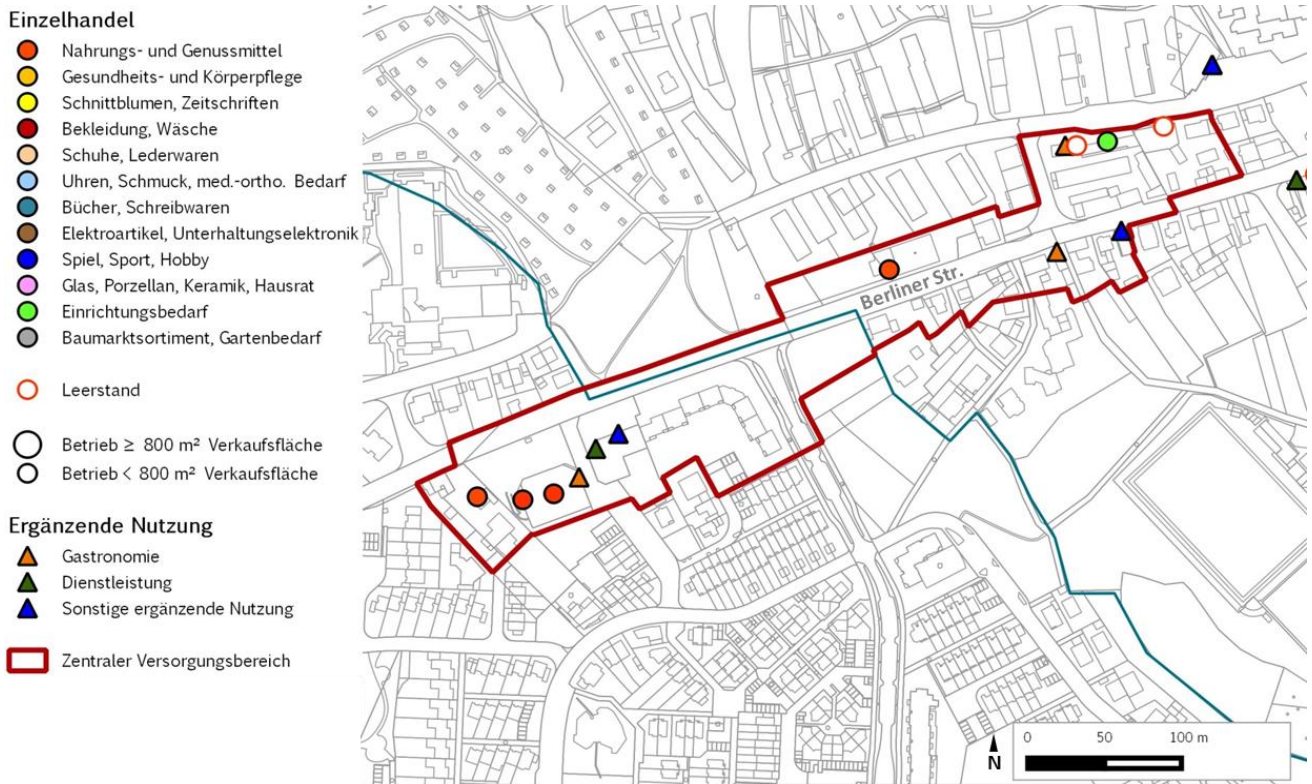 Einzelhandel
Nahrungs- und Genussmittel
Gesundheits- und Körperpflege
Schnittblumen, Zeitschriften
Bekleidung, Wäsche
Schuhe, Lederwaren
Uhren, Schmuck, med.-ortho. Bedarf
Bücher, Schreibwaren
Elektroartikel, Unterhaltungselektronik
Spiel, Sport, Hobby
Glas, Porzellan, Keramik, Hausrat
Einrichtungsbedarf
Baumarktsortiment, Gartenbedarf
Leerstand
Betrieb ≥ 800 m² Verkaufsfläche
Betrieb < 800 m² Verkaufsfläche
Ergänzende Nutzung
Gastronomie
Dienstleistung
Sonstige ergänzende Nutzung
Zentraler Versorgungsbereich
Berliner Str.
N
0 50 100 m